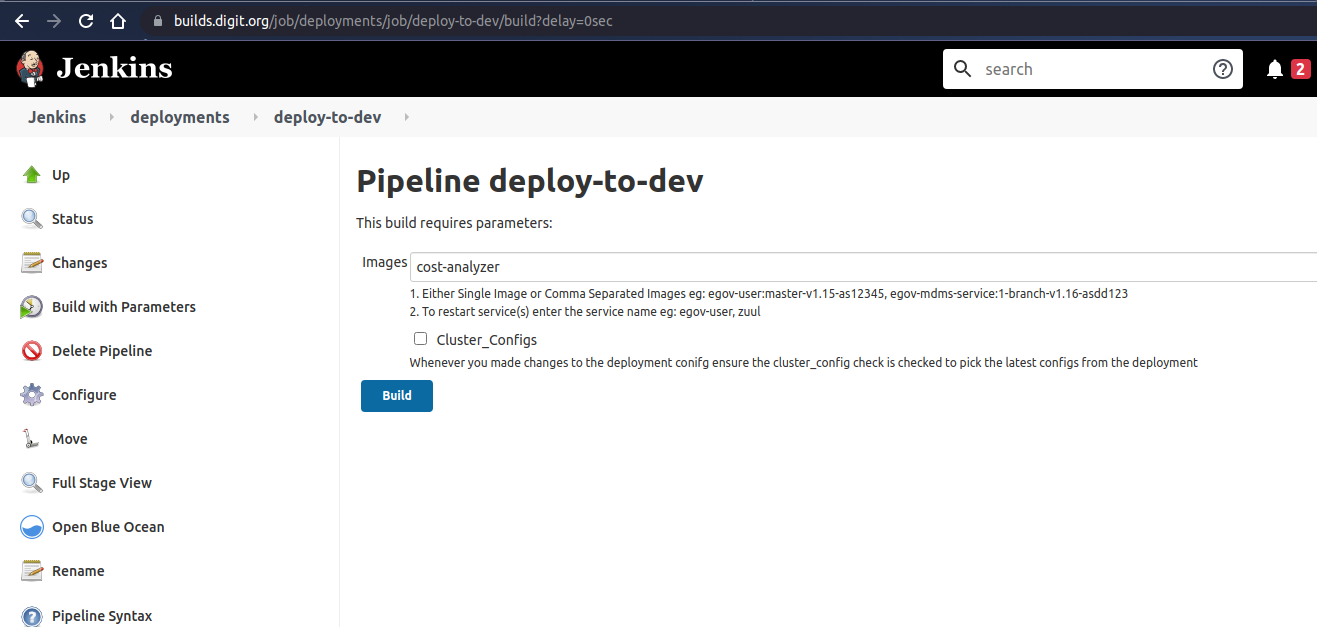 builds.digit.org/job/deployments/job/deploy-to-dev/build?delay=0sec
Jenkins
search
2
Jenkins
deployments
deploy-to-dev
Up
Status
Changes
Build with Parameters
Delete Pipeline
Configure
Move
Full Stage View
Open Blue Ocean
Rename
Pipeline Syntax
Pipeline deploy-to-dev
This build requires parameters:
Images
cost-analyzer
1. Either Single Image or Comma Separated Images eg: egov-user:master-v1.15-as12345, egov-mdms-service:1-branch-v1.16-asdd123
2. To restart service(s) enter the service name eg: egov-user, zuul
Cluster_Configs
Whenever you made changes to the deployment conifg ensure the cluster_config check is checked to pick the latest configs from the deployment
Build